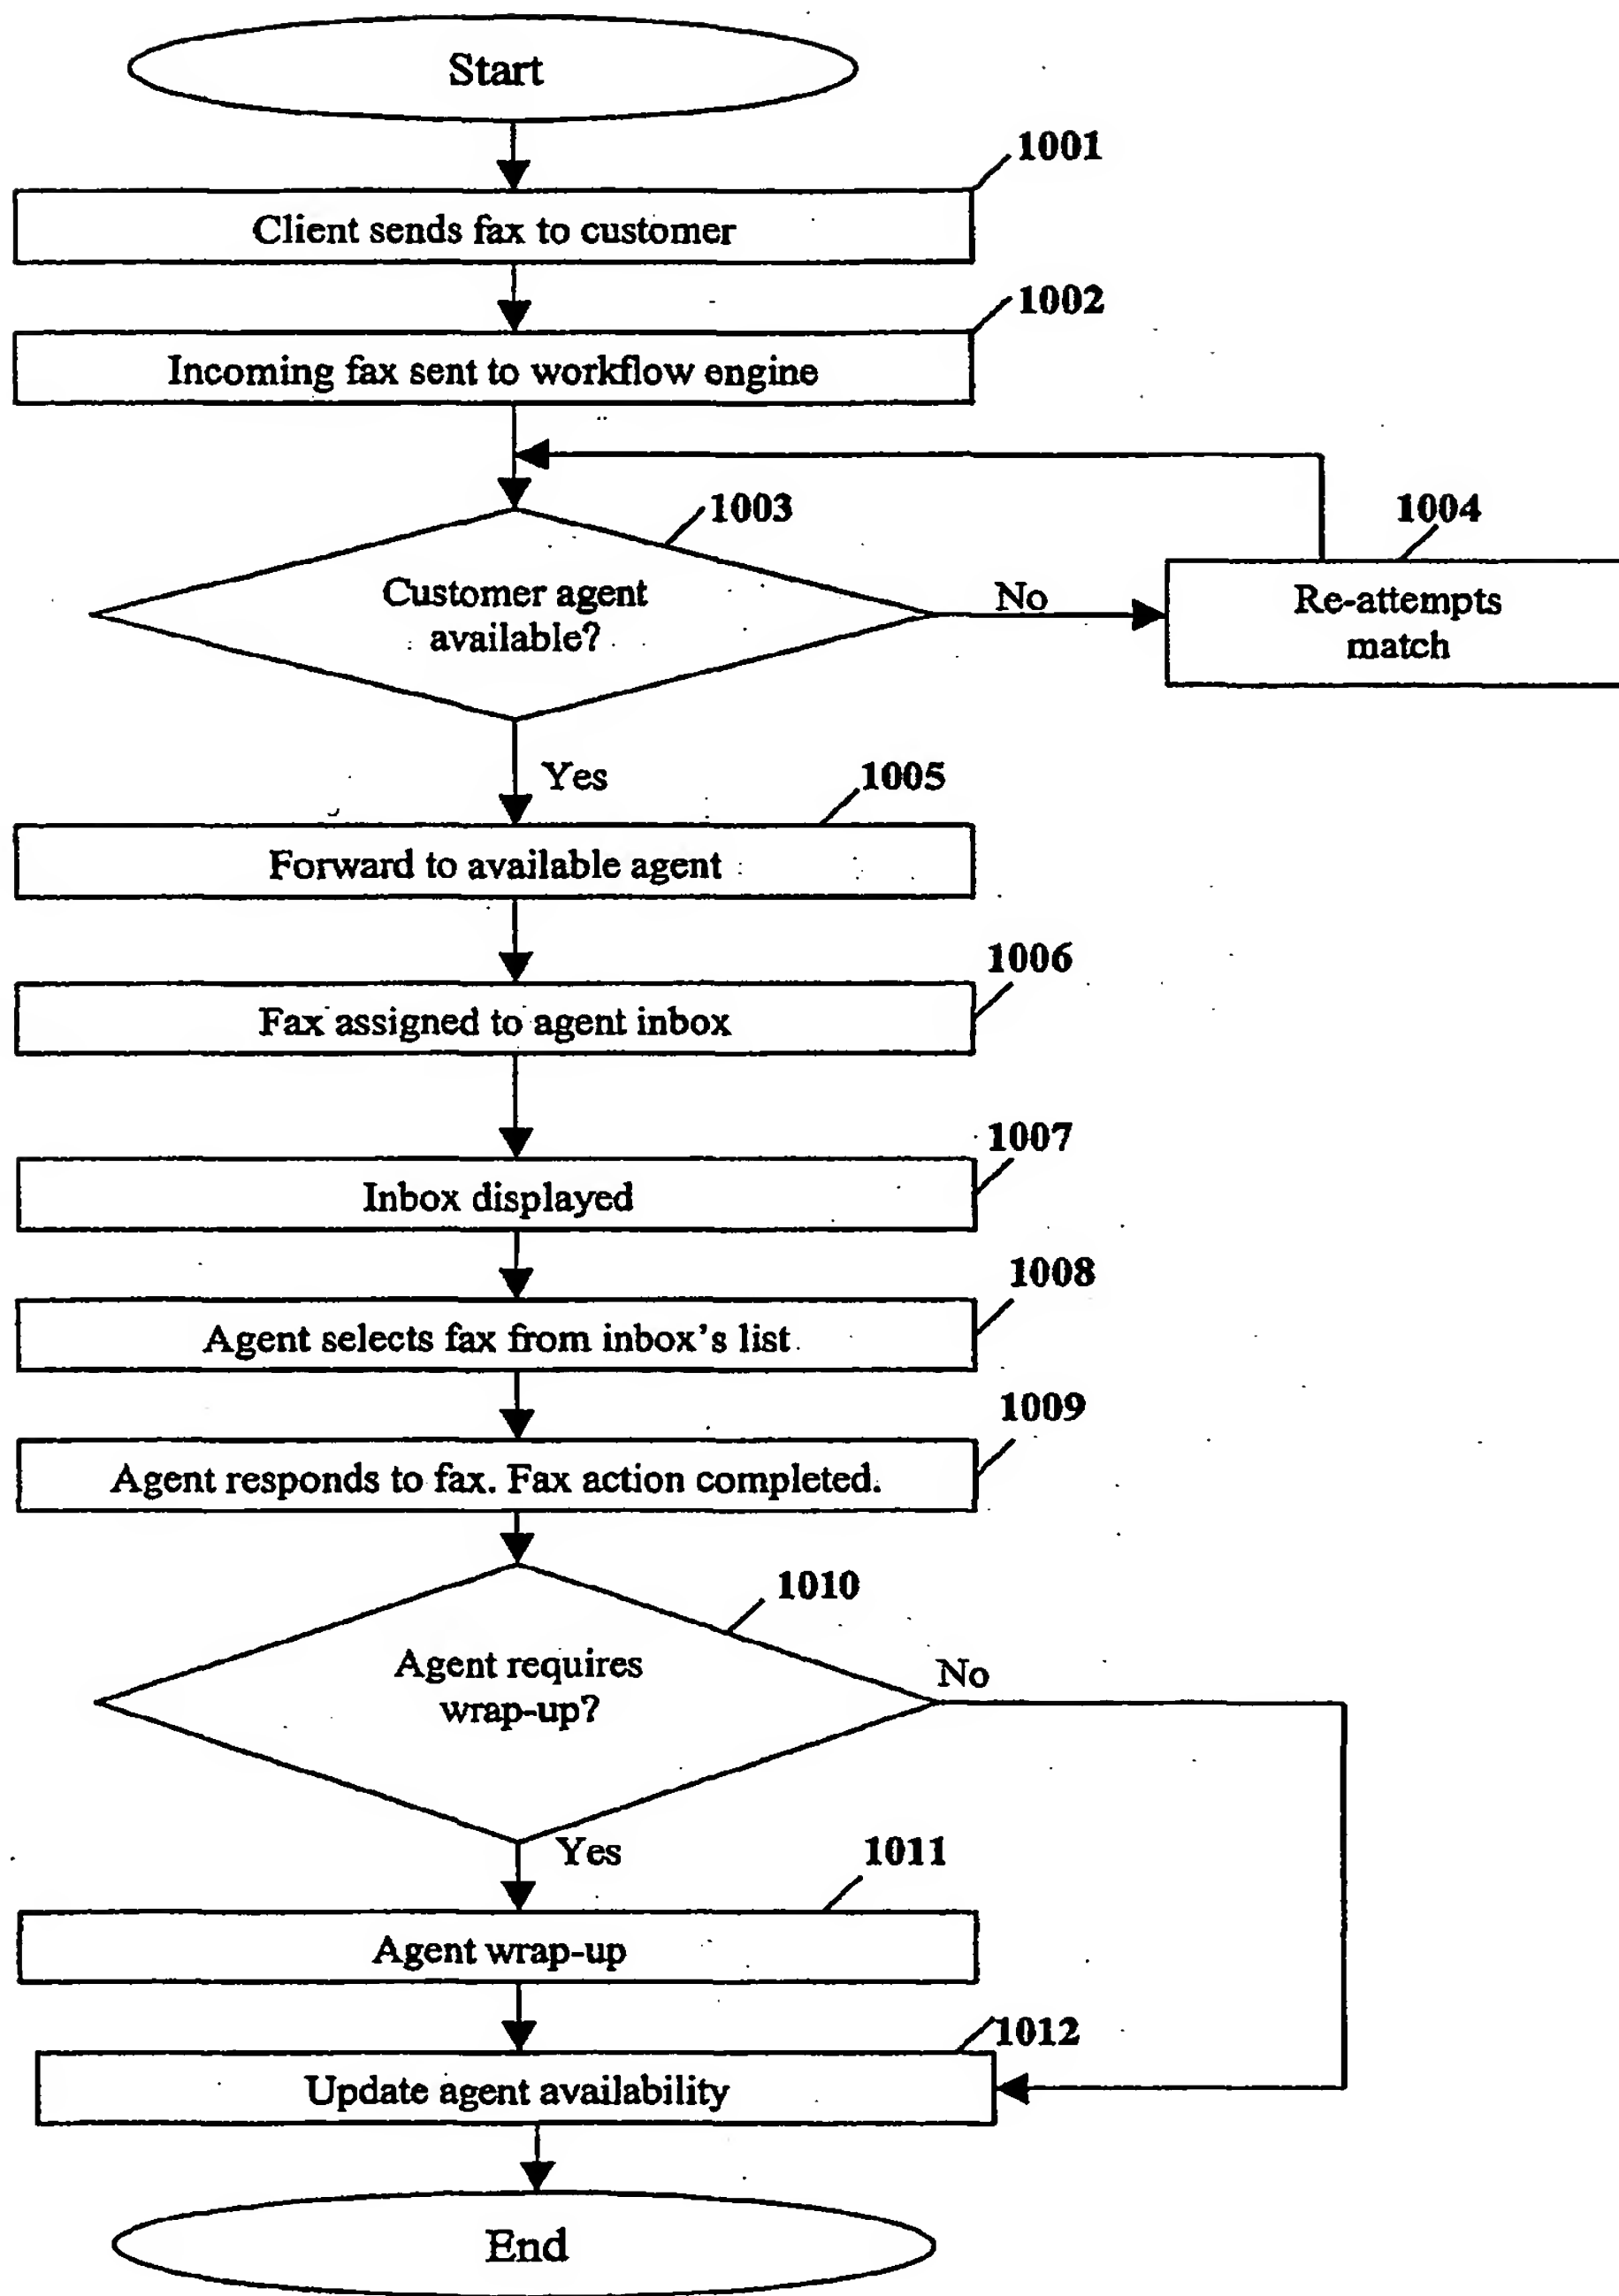 Start
1001
Client sends fax to customer
1002
Incoming fax sent to workflow engine
1003
Customer agent
available?
No
1004
Re-attempts
match
Yes
1005
Forward to available agent
1006
Fax assigned to agent inbox
1007
Inbox displayed
1008
Agent selects fax from inbox's list
1009
Agent responds to fax. Fax action completed.
1010
Agent requires
wrap-up?
No
Yes
1011
Agent wrap-up
1012
Update agent availability
End